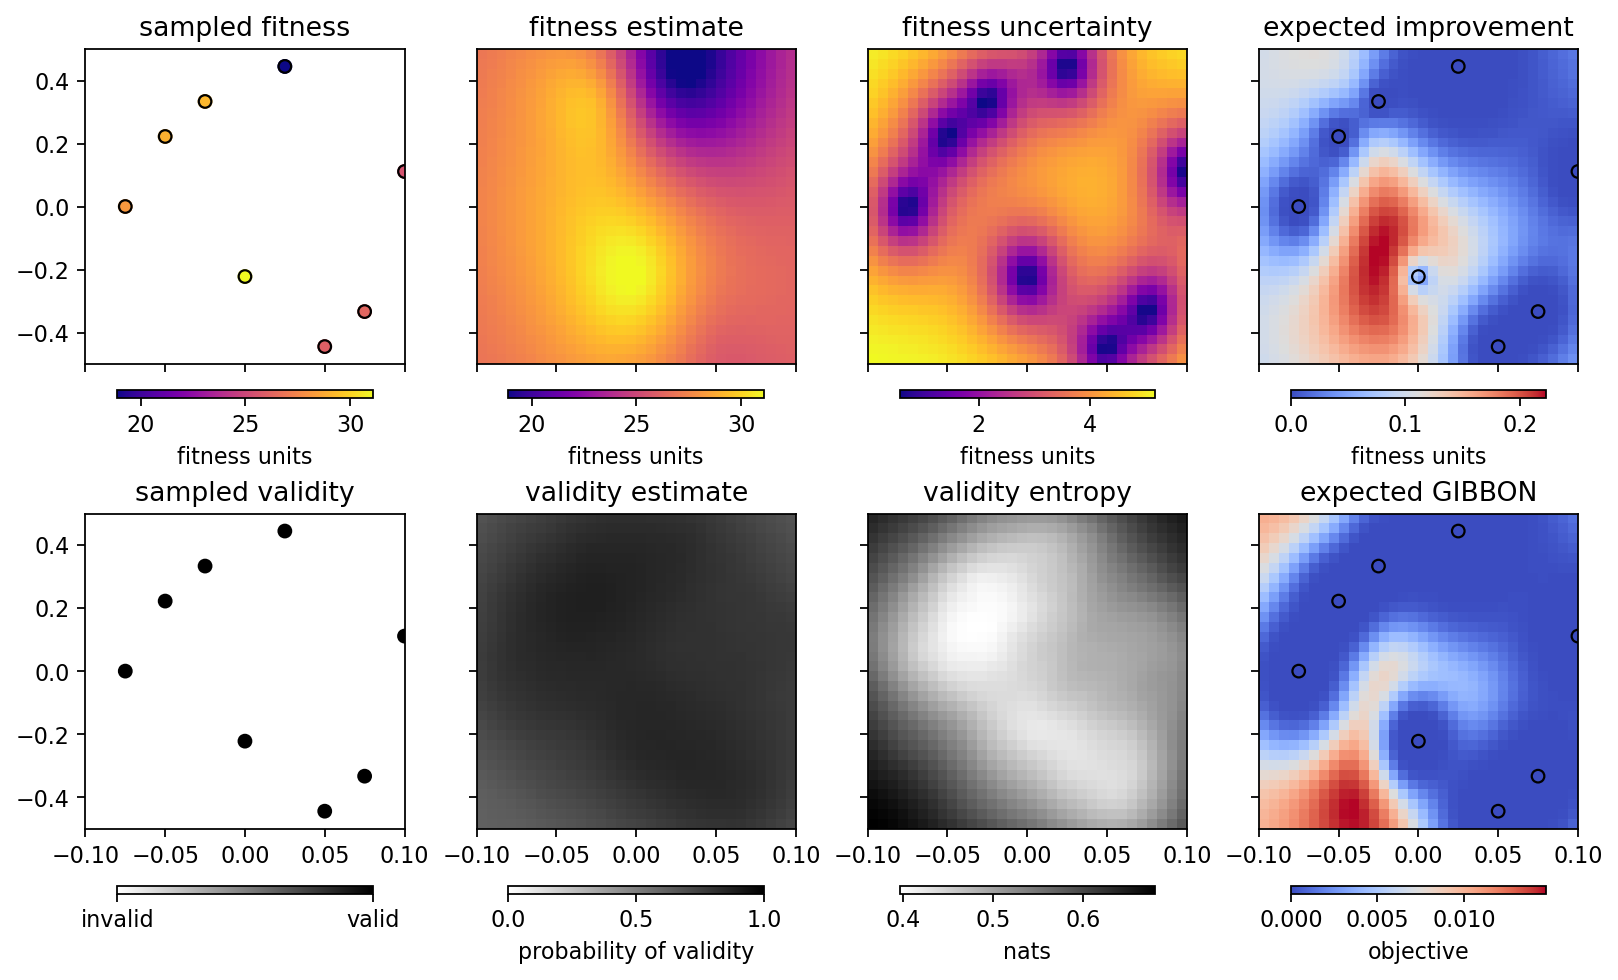 sampled fitness
fitness estimate
fitness uncertainty
expected improvement
0.4
0.2
0.0
−0.2
−0.4
20 25 30
20 25 30
2 4
0.0 0.1 0.2
fitness units
fitness units
fitness units
fitness units
sampled validity
validity estimate
validity entropy
expected GIBBON
0.4
0.2
0.0
−0.2
−0.4
−0.10 −0.05 0.00 0.05 0.10
−0.10 −0.05 0.00 0.05 0.10
−0.10 −0.05 0.00 0.05 0.10
−0.10 −0.05 0.00 0.05 0.10
invalid valid
0.0 0.5 1.0
0.4 0.5 0.6
0.000 0.005 0.010
probability of validity
nats
objective